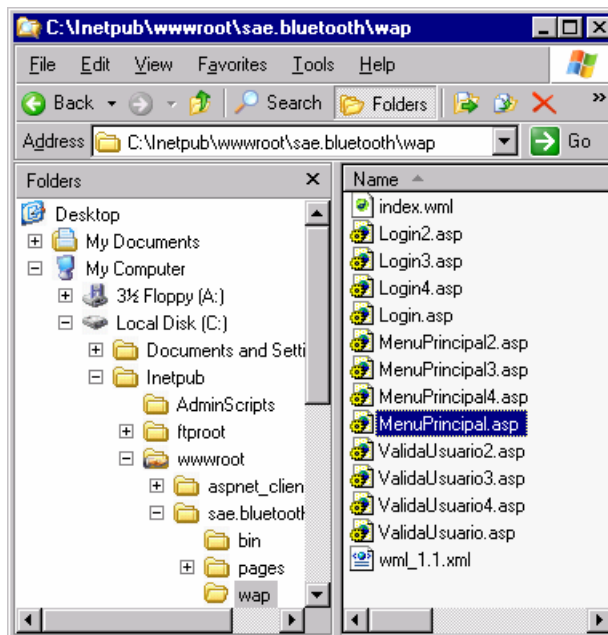 C:\Inetpub\wwwroot\sae.bluetooth\wap
File Edit View Favorites Tools Help
Back Search Folders »
Address C:\Inetpub\wwwroot\sae.bluetooth\wap Go
Folders
Desktop
My Documents
My Computer
3½ Floppy (A:)
Local Disk (C:)
Documents and Setti
Inetpub
AdminScripts
ftproot
wwwroot
aspnet_clien
sae.bluetooth
bin
pages
wap
Name
index.wml
Login2.asp
Login3.asp
Login4.asp
Login.asp
MenuPrincipal2.asp
MenuPrincipal3.asp
MenuPrincipal4.asp
MenuPrincipal.asp
ValidaUsuario2.asp
ValidaUsuario3.asp
ValidaUsuario4.asp
ValidaUsuario.asp
wml_1.1.xml